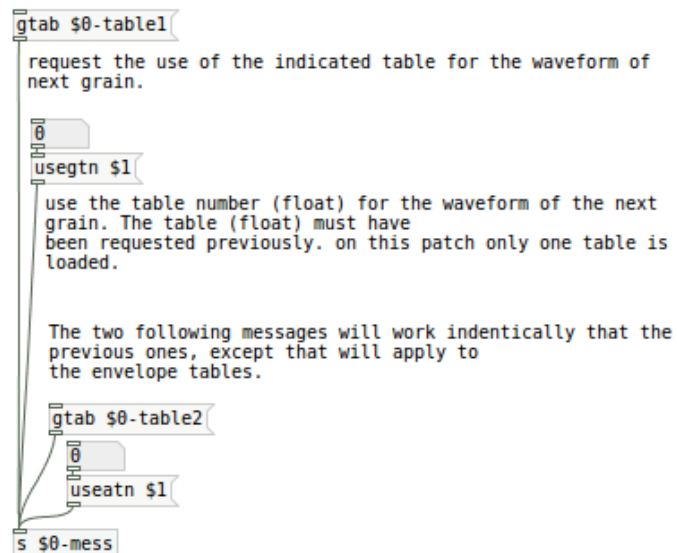 gtab $0-table1
request the use of the indicated table for the waveform of
next grain.
0
usegtn $1
use the table number (float) for the waveform of the next
grain. The table (float) must have
been requested previously. on this patch only one table is
loaded.
The two following messages will work indentically that the
previous ones, except that will apply to
the envelope tables.
gtab $0-table2
0
useatn $1
s $0-mess